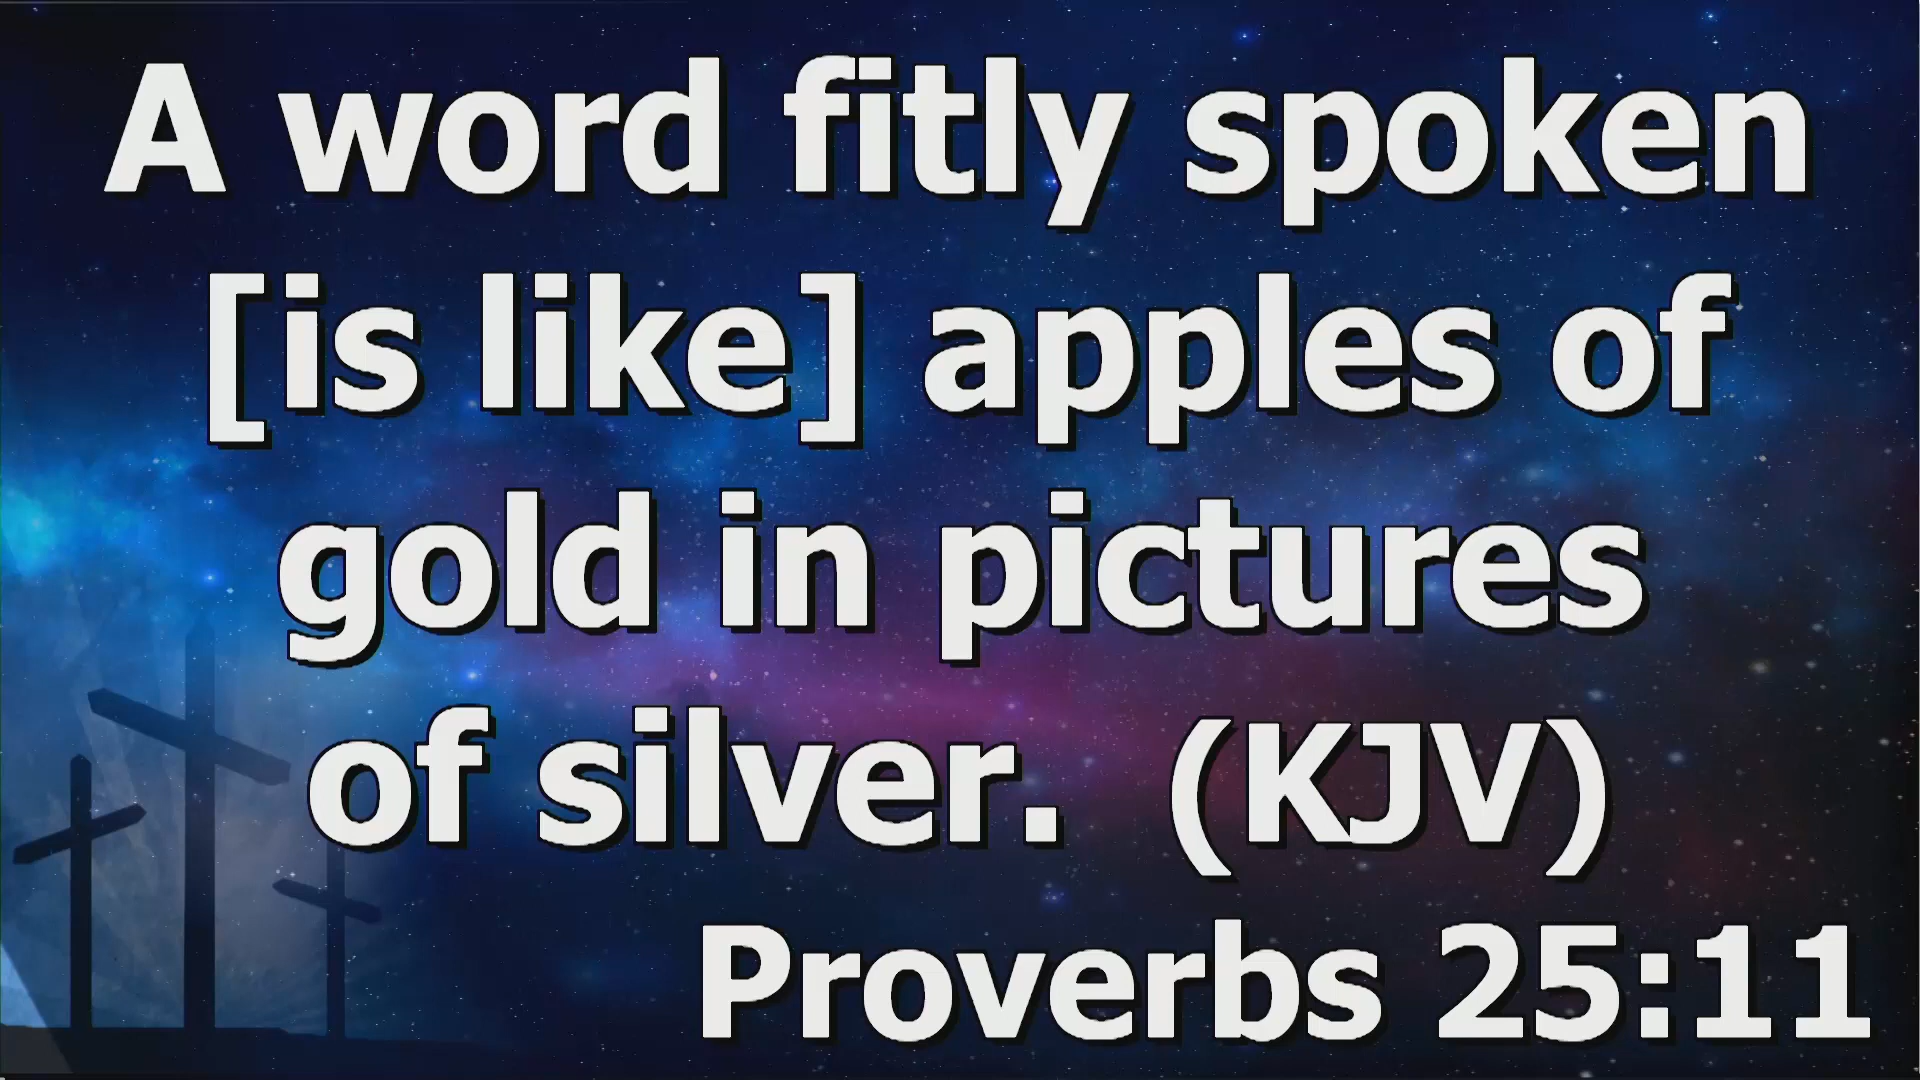 A word fitly spoken
[is like] apples of
gold in pictures
of silver.  (KJV)
Proverbs 25:11